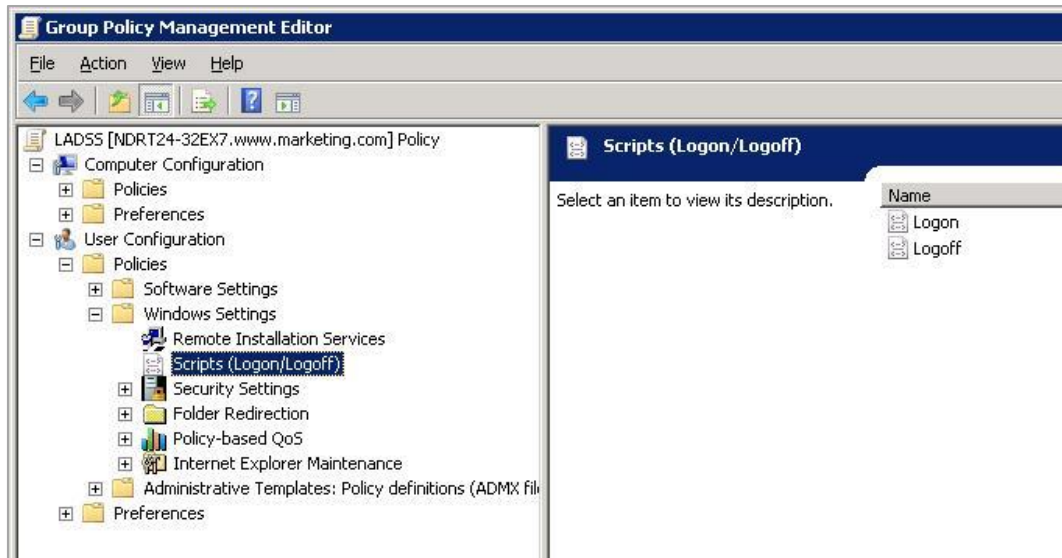 Group Policy Management Editor
File Action View Help
LADSS [NDRT24-32EX7.www.marketing.com] Policy
Computer Configuration
Policies
Preferences
User Configuration
Policies
Software Settings
Windows Settings
Remote Installation Services
Scripts (Logon/Logoff)
Security Settings
Folder Redirection
Policy-based QoS
Internet Explorer Maintenance
Administrative Templates: Policy definitions (ADMX fil
Preferences
Scripts (Logon/Logoff)
Select an item to view its description.
Name
Logon
Logoff